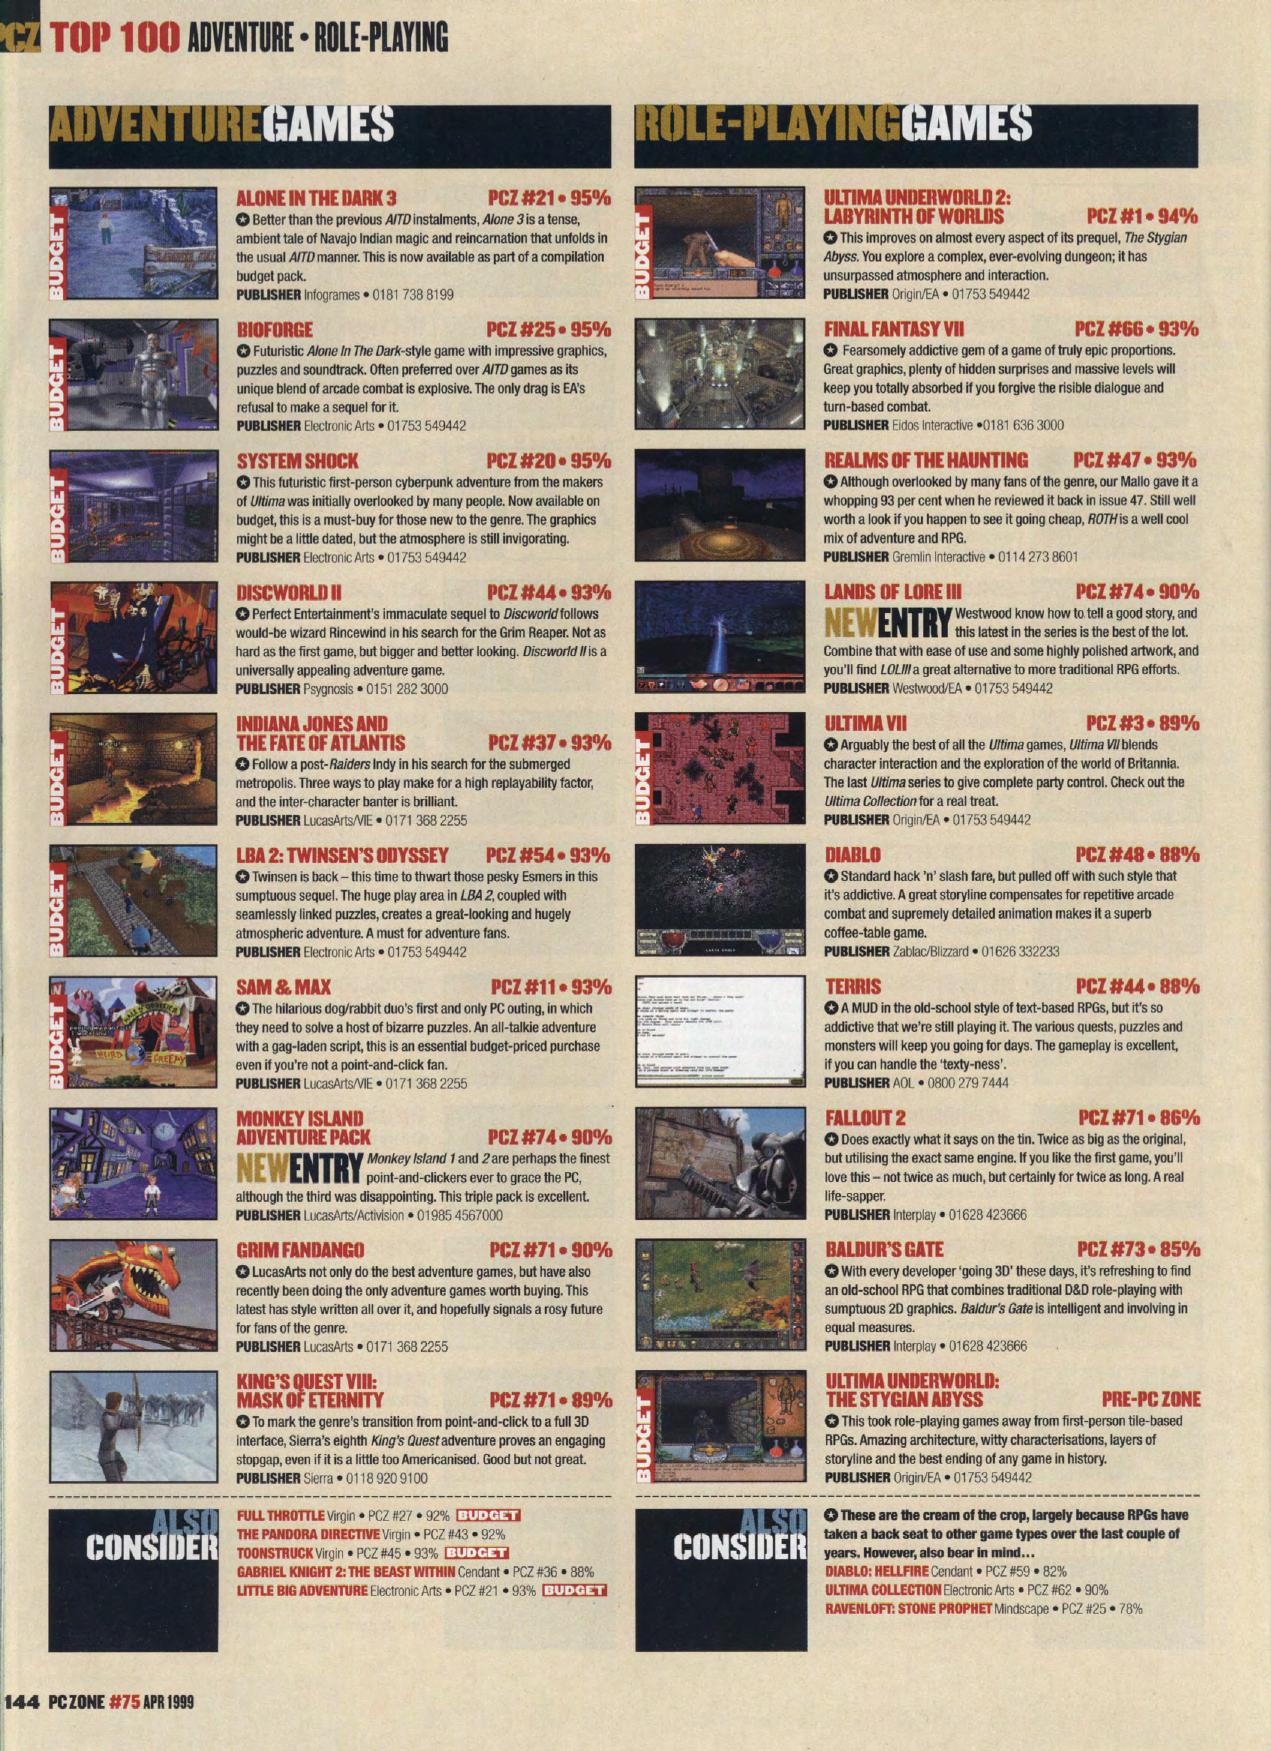 PCZ TOP 100 ADVENTURE • ROLE-PLAYING
ADVENTUREGAMES
BUDGET
ALONE IN THE DARK 3 PCZ #21 • 95%
Better than the previous AITD instalments, Alone 3 is a tense,
ambient tale of Navajo Indian magic and reincarnation that unfolds in
the usual AITD manner. This is now available as part of a compilation
budget pack.
PUBLISHER Infogrames • 0181 738 8199
BUDGET
BIOFORGE PCZ #25 • 95%
Futuristic Alone In The Dark-style game with impressive graphics,
puzzles and soundtrack. Often preferred over AITD games as its
unique blend of arcade combat is explosive. The only drag is EA's
refusal to make a sequel for it.
PUBLISHER Electronic Arts • 01753 549442
BUDGET
SYSTEM SHOCK PCZ #20 • 95%
This futuristic first-person cyberpunk adventure from the makers
of Ultima was initially overlooked by many people. Now available on
budget, this is a must-buy for those new to the genre. The graphics
might be a little dated, but the atmosphere is still invigorating.
PUBLISHER Electronic Arts • 01753 549442
BUDGET
DISCWORLD II PCZ #44 • 93%
Perfect Entertainment's immaculate sequel to Discworld follows
would-be wizard Rincewind in his search for the Grim Reaper. Not as
hard as the first game, but bigger and better looking. Discworld II is a
universally appealing adventure game.
PUBLISHER Psygnosis • 0151 282 3000
BUDGET
INDIANA JONES AND
THE FATE OF ATLANTIS PCZ #37 • 93%
Follow a post-Raiders Indy in his search for the submerged
metropolis. Three ways to play make for a high replayability factor,
and the inter-character banter is brilliant.
PUBLISHER LucasArts/VIE • 0171 368 2255
BUDGET
LBA 2: TWINSEN'S ODYSSEY PCZ #54 • 93%
Twinsen is back – this time to thwart those pesky Esmers in this
sumptuous sequel. The huge play area in LBA 2, coupled with
seamlessly linked puzzles, creates a great-looking and hugely
atmospheric adventure. A must for adventure fans.
PUBLISHER Electronic Arts • 01753 549442
BUDGET
SAM & MAX PCZ #11 • 93%
The hilarious dog/rabbit duo's first and only PC outing, in which
they need to solve a host of bizarre puzzles. An all-talkie adventure
with a gag-laden script, this is an essential budget-priced purchase
even if you're not a point-and-click fan.
PUBLISHER LucasArts/VIE • 0171 368 2255
MONKEY ISLAND
ADVENTURE PACK PCZ #74 • 90%
NEWENTRY Monkey Island 1 and 2 are perhaps the finest
point-and-clickers ever to grace the PC,
although the third was disappointing. This triple pack is excellent.
PUBLISHER LucasArts/Activision • 01985 4567000
GRIM FANDANGO PCZ #71 • 90%
LucasArts not only do the best adventure games, but have also
recently been doing the only adventure games worth buying. This
latest has style written all over it, and hopefully signals a rosy future
for fans of the genre.
PUBLISHER LucasArts • 0171 368 2255
KING'S QUEST VIII:
MASK OF ETERNITY PCZ #71 • 89%
To mark the genre's transition from point-and-click to a full 3D
interface, Sierra's eighth King's Quest adventure proves an engaging
stopgap, even if it is a little too Americanised. Good but not great.
PUBLISHER Sierra • 0118 920 9100
ALSO
CONSIDER
FULL THROTTLE Virgin • PCZ #27 • 92% BUDGET
THE PANDORA DIRECTIVE Virgin • PCZ #43 • 92%
TOONSTRUCK Virgin • PCZ #45 • 93% BUDGET
GABRIEL KNIGHT 2: THE BEAST WITHIN Cendant • PCZ #36 • 88%
LITTLE BIG ADVENTURE Electronic Arts • PCZ #21 • 93% BUDGET
ROLE-PLAYINGGAMES
BUDGET
ULTIMA UNDERWORLD 2:
LABYRINTH OF WORLDS PCZ #1 • 94%
This improves on almost every aspect of its prequel, The Stygian
Abyss. You explore a complex, ever-evolving dungeon; it has
unsurpassed atmosphere and interaction.
PUBLISHER Origin/EA • 01753 549442
FINAL FANTASY VII PCZ #66 • 93%
Fearsomely addictive gem of a game of truly epic proportions.
Great graphics, plenty of hidden surprises and massive levels will
keep you totally absorbed if you forgive the risible dialogue and
turn-based combat.
PUBLISHER Eidos Interactive •0181 636 3000
REALMS OF THE HAUNTING PCZ #47 • 93%
Although overlooked by many fans of the genre, our Mallo gave it a
whopping 93 per cent when he reviewed it back in issue 47. Still well
worth a look if you happen to see it going cheap, ROTH is a well cool
mix of adventure and RPG.
PUBLISHER Gremlin Interactive • 0114 273 8601
LANDS OF LORE III PCZ #74 • 90%
NEWENTRY Westwood know how to tell a good story, and
this latest in the series is the best of the lot.
Combine that with ease of use and some highly polished artwork, and
you'll find LOLIII a great alternative to more traditional RPG efforts.
PUBLISHER Westwood/EA • 01753 549442
BUDGET
ULTIMA VII PCZ #3 • 89%
Arguably the best of all the Ultima games, Ultima VII blends
character interaction and the exploration of the world of Britannia.
The last Ultima series to give complete party control. Check out the
Ultima Collection for a real treat.
PUBLISHER Origin/EA • 01753 549442
DIABLO PCZ #48 • 88%
Standard hack 'n' slash fare, but pulled off with such style that
it's addictive. A great storyline compensates for repetitive arcade
combat and supremely detailed animation makes it a superb
coffee-table game.
PUBLISHER Zablac/Blizzard • 01626 332233
TERRIS PCZ #44 • 88%
A MUD in the old-school style of text-based RPGs, but it's so
addictive that we're still playing it. The various quests, puzzles and
monsters will keep you going for days. The gameplay is excellent,
if you can handle the 'texty-ness'.
PUBLISHER AOL • 0800 279 7444
FALLOUT 2 PCZ #71 • 86%
Does exactly what it says on the tin. Twice as big as the original,
but utilising the exact same engine. If you like the first game, you'll
love this – not twice as much, but certainly for twice as long. A real
life-sapper.
PUBLISHER Interplay • 01628 423666
BALDUR'S GATE PCZ #73 • 85%
With every developer 'going 3D' these days, it's refreshing to find
an old-school RPG that combines traditional D&D role-playing with
sumptuous 2D graphics. Baldur's Gate is intelligent and involving in
equal measures.
PUBLISHER Interplay • 01628 423666
BUDGET
ULTIMA UNDERWORLD:
THE STYGIAN ABYSS PRE-PC ZONE
This took role-playing games away from first-person tile-based
RPGs. Amazing architecture, witty characterisations, layers of
storyline and the best ending of any game in history.
PUBLISHER Origin/EA • 01753 549442
ALSO
CONSIDER
These are the cream of the crop, largely because RPGs have
taken a back seat to other game types over the last couple of
years. However, also bear in mind...
DIABLO: HELLFIRE Cendant • PCZ #59 • 82%
ULTIMA COLLECTION Electronic Arts • PCZ #62 • 90%
RAVENLOFT: STONE PROPHET Mindscape • PCZ #25 • 78%
144 PC ZONE #75 APR 1999